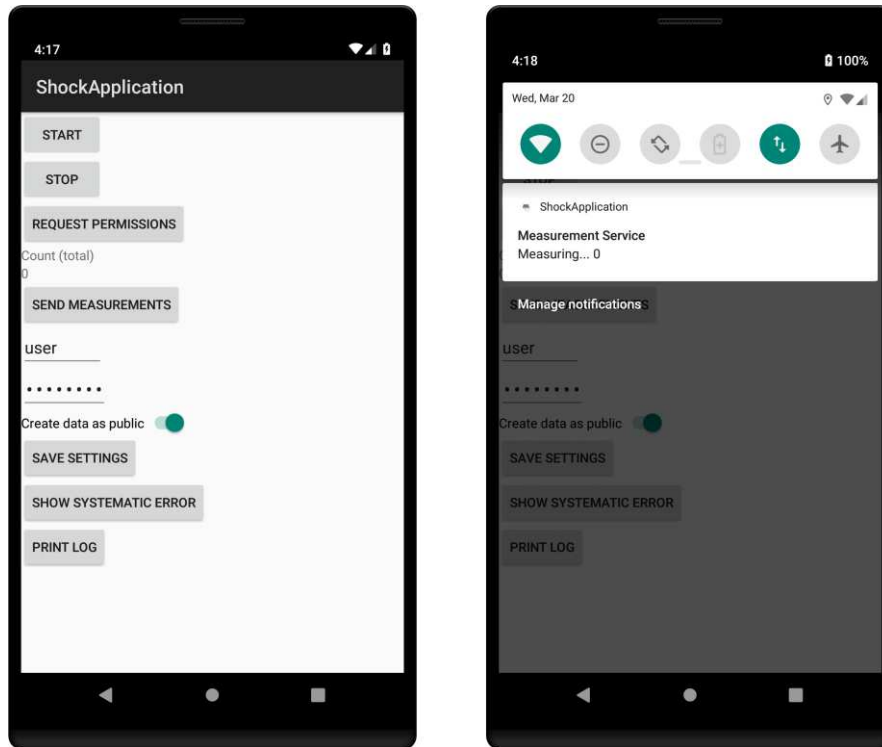 4:17
ShockApplication
START
STOP
REQUEST PERMISSIONS
Count (total)
0
SEND MEASUREMENTS
user
••••••••
Create data as public
SAVE SETTINGS
SHOW SYSTEMATIC ERROR
PRINT LOG
4:18 100%
Wed, Mar 20
ShockApplication
Measurement Service
Measuring... 0
Manage notifications
user
••••••••
Create data as public
SAVE SETTINGS
SHOW SYSTEMATIC ERROR
PRINT LOG